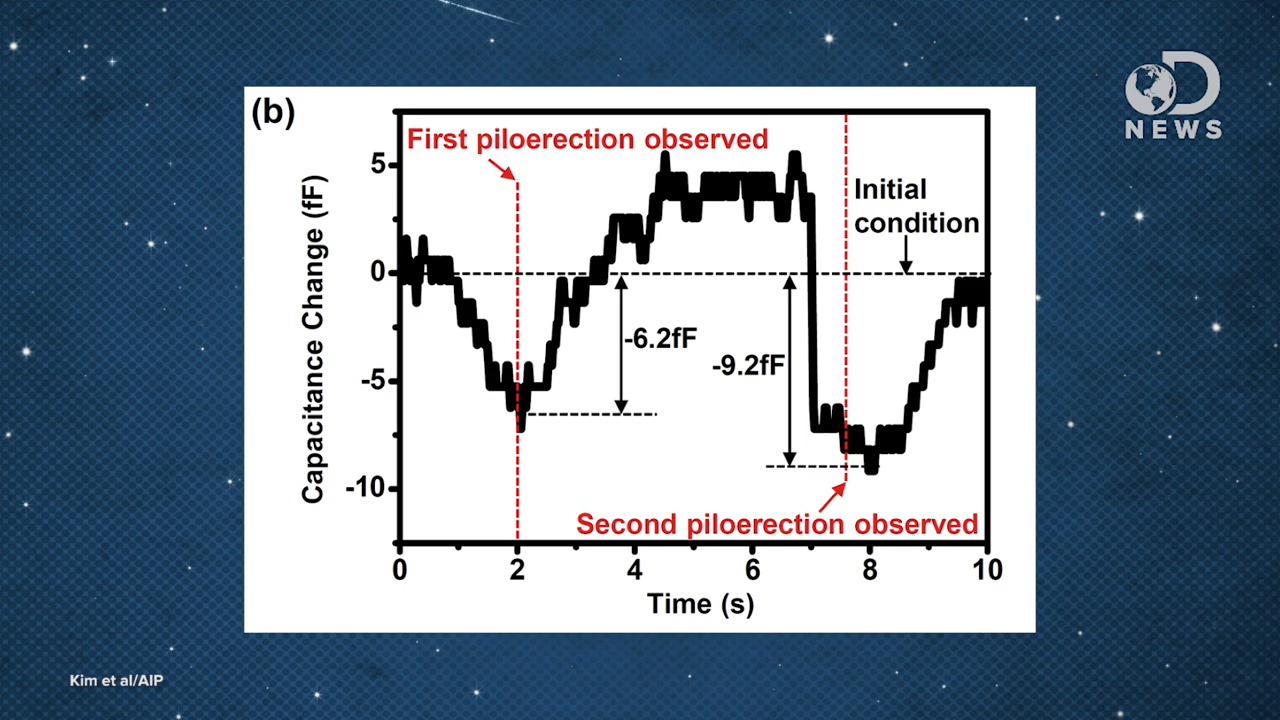 D
NEWS
(b)
First piloerection observed
Initial
condition
Capacitance Change (fF)
5
0
-5
-10
-6.2fF
-9.2fF
Second piloerection observed
0 2 4 6 8 10
Time (s)
Kim et al/AIP